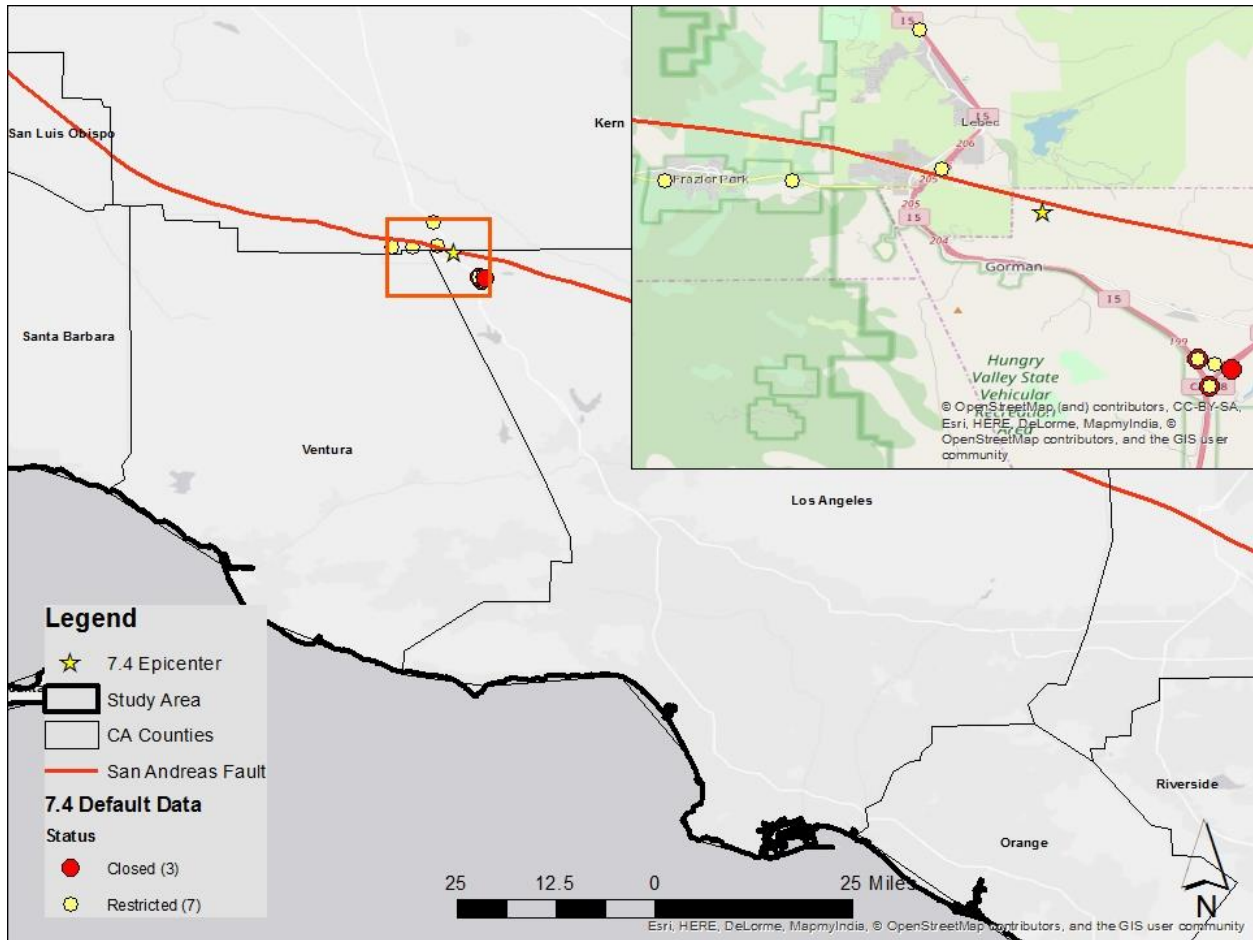 San Luis Obispo
Kern
Santa Barbara
Ventura
Los Angeles
Riverside
Orange
15
Lebec
15
206
205
Frazier Park
205
15
204
Gorman
15
199
Hungry
Valley State
Vehicular
Recreation
Area
© OpenStreetMap (and) contributors, CC-BY-SA,
Esri, HERE, DeLorme, MapmyIndia, ©
OpenStreetMap contributors, and the GIS user
community
Legend
7.4 Epicenter
Study Area
CA Counties
San Andreas Fault
7.4 Default Data
Status
Closed (3)
Restricted (7)
25 12.5 0 25 Miles
N
Esri, HERE, DeLorme, MapmyIndia, © OpenStreetMap contributors, and the GIS user community